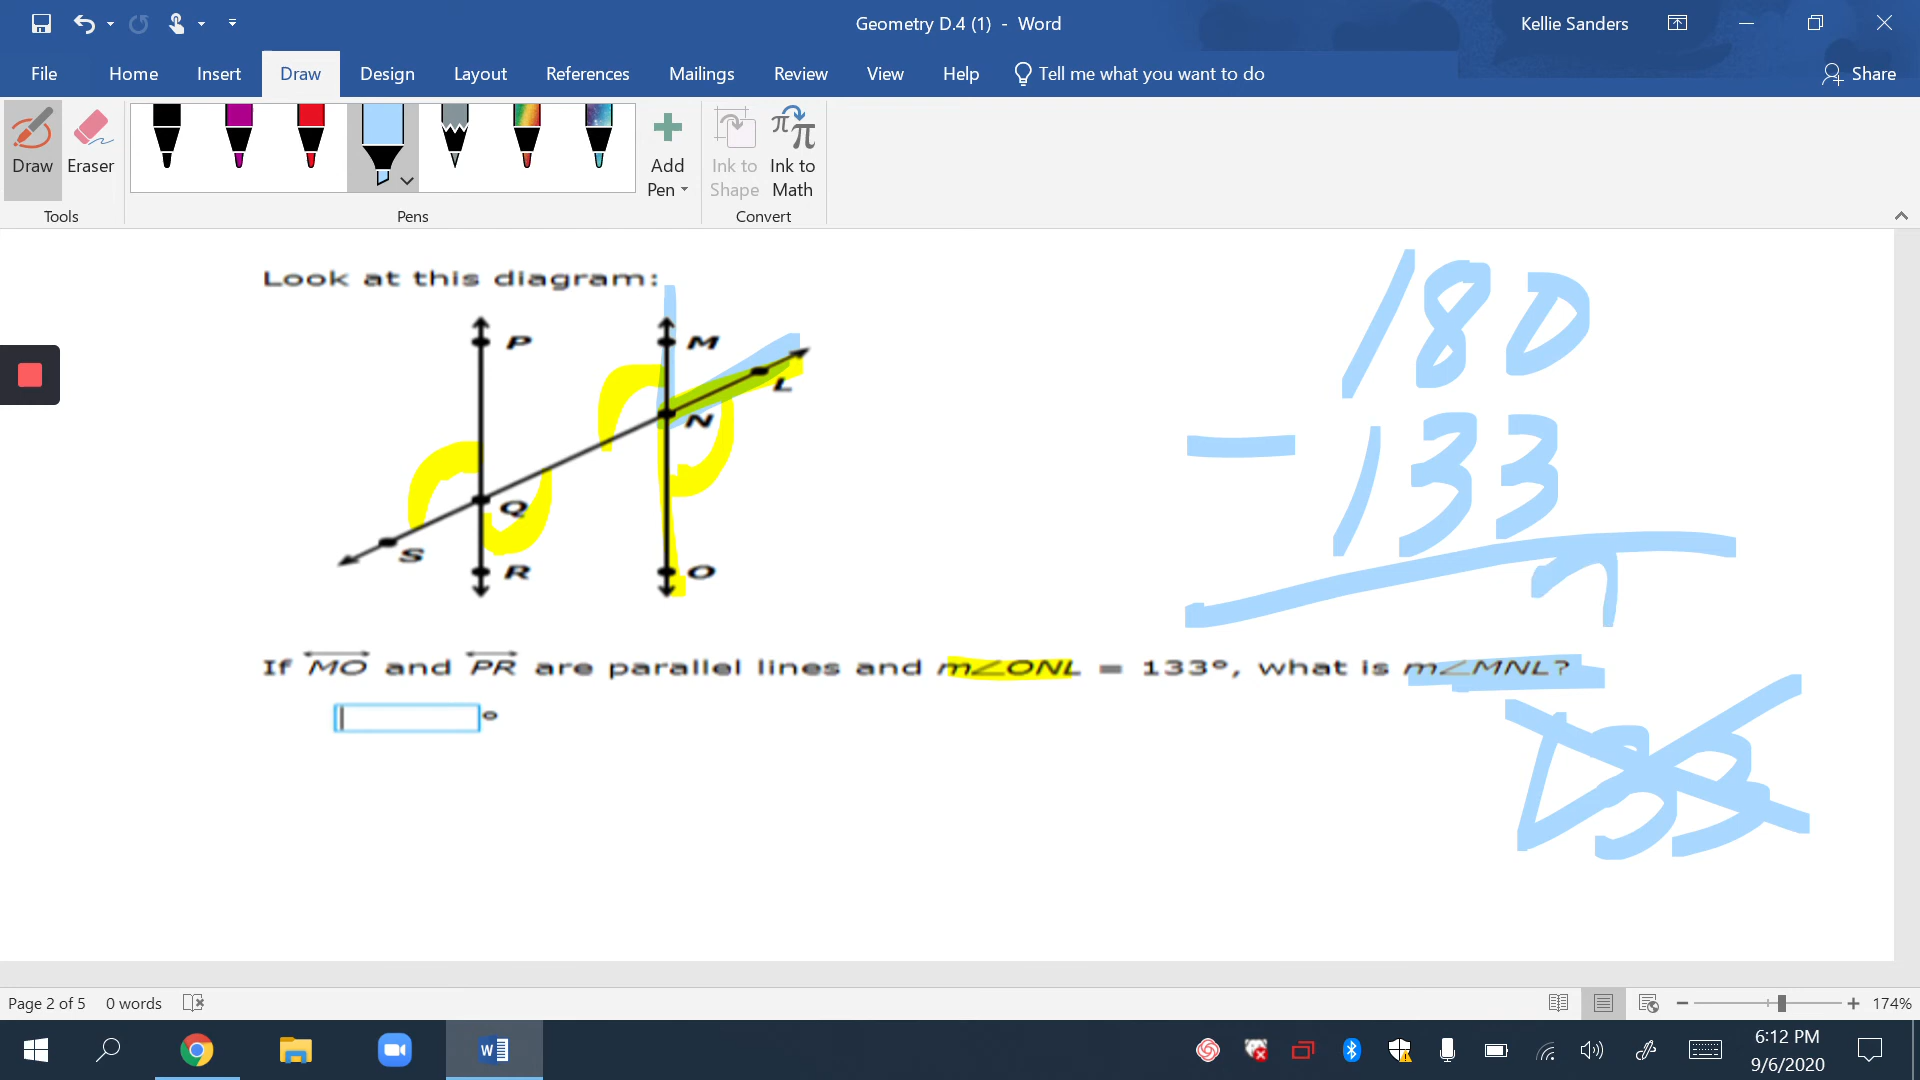 Geometry D.4 (1) - Word
Kellie Sanders
File Home Insert Draw Design Layout References Mailings Review View Help Tell me what you want to do Share
Draw Eraser Add Pen Ink to Shape Ink to Math
Tools Pens Convert
Look at this diagram:
P M
L
N
Q
S
R O
180
- 133
7
If MO and PR are parallel lines and m∠ONL = 133°, what is m∠MNL?
°
133
Page 2 of 5 0 words 174%
6:12 PM
9/6/2020